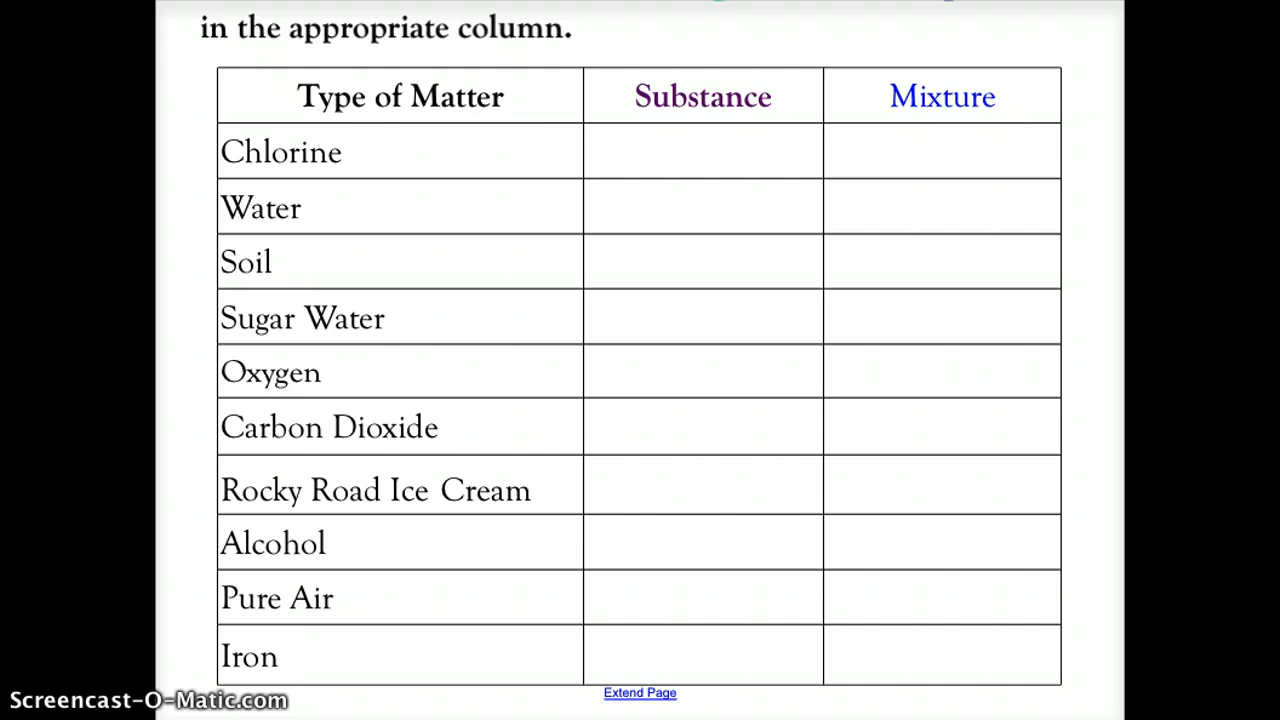 in the appropriate column.
Type of Matter Substance Mixture
Chlorine
Water
Soil
Sugar Water
Oxygen
Carbon Dioxide
Rocky Road Ice Cream
Alcohol
Pure Air
Iron
Extend Page
Screencast-O-Matic.com